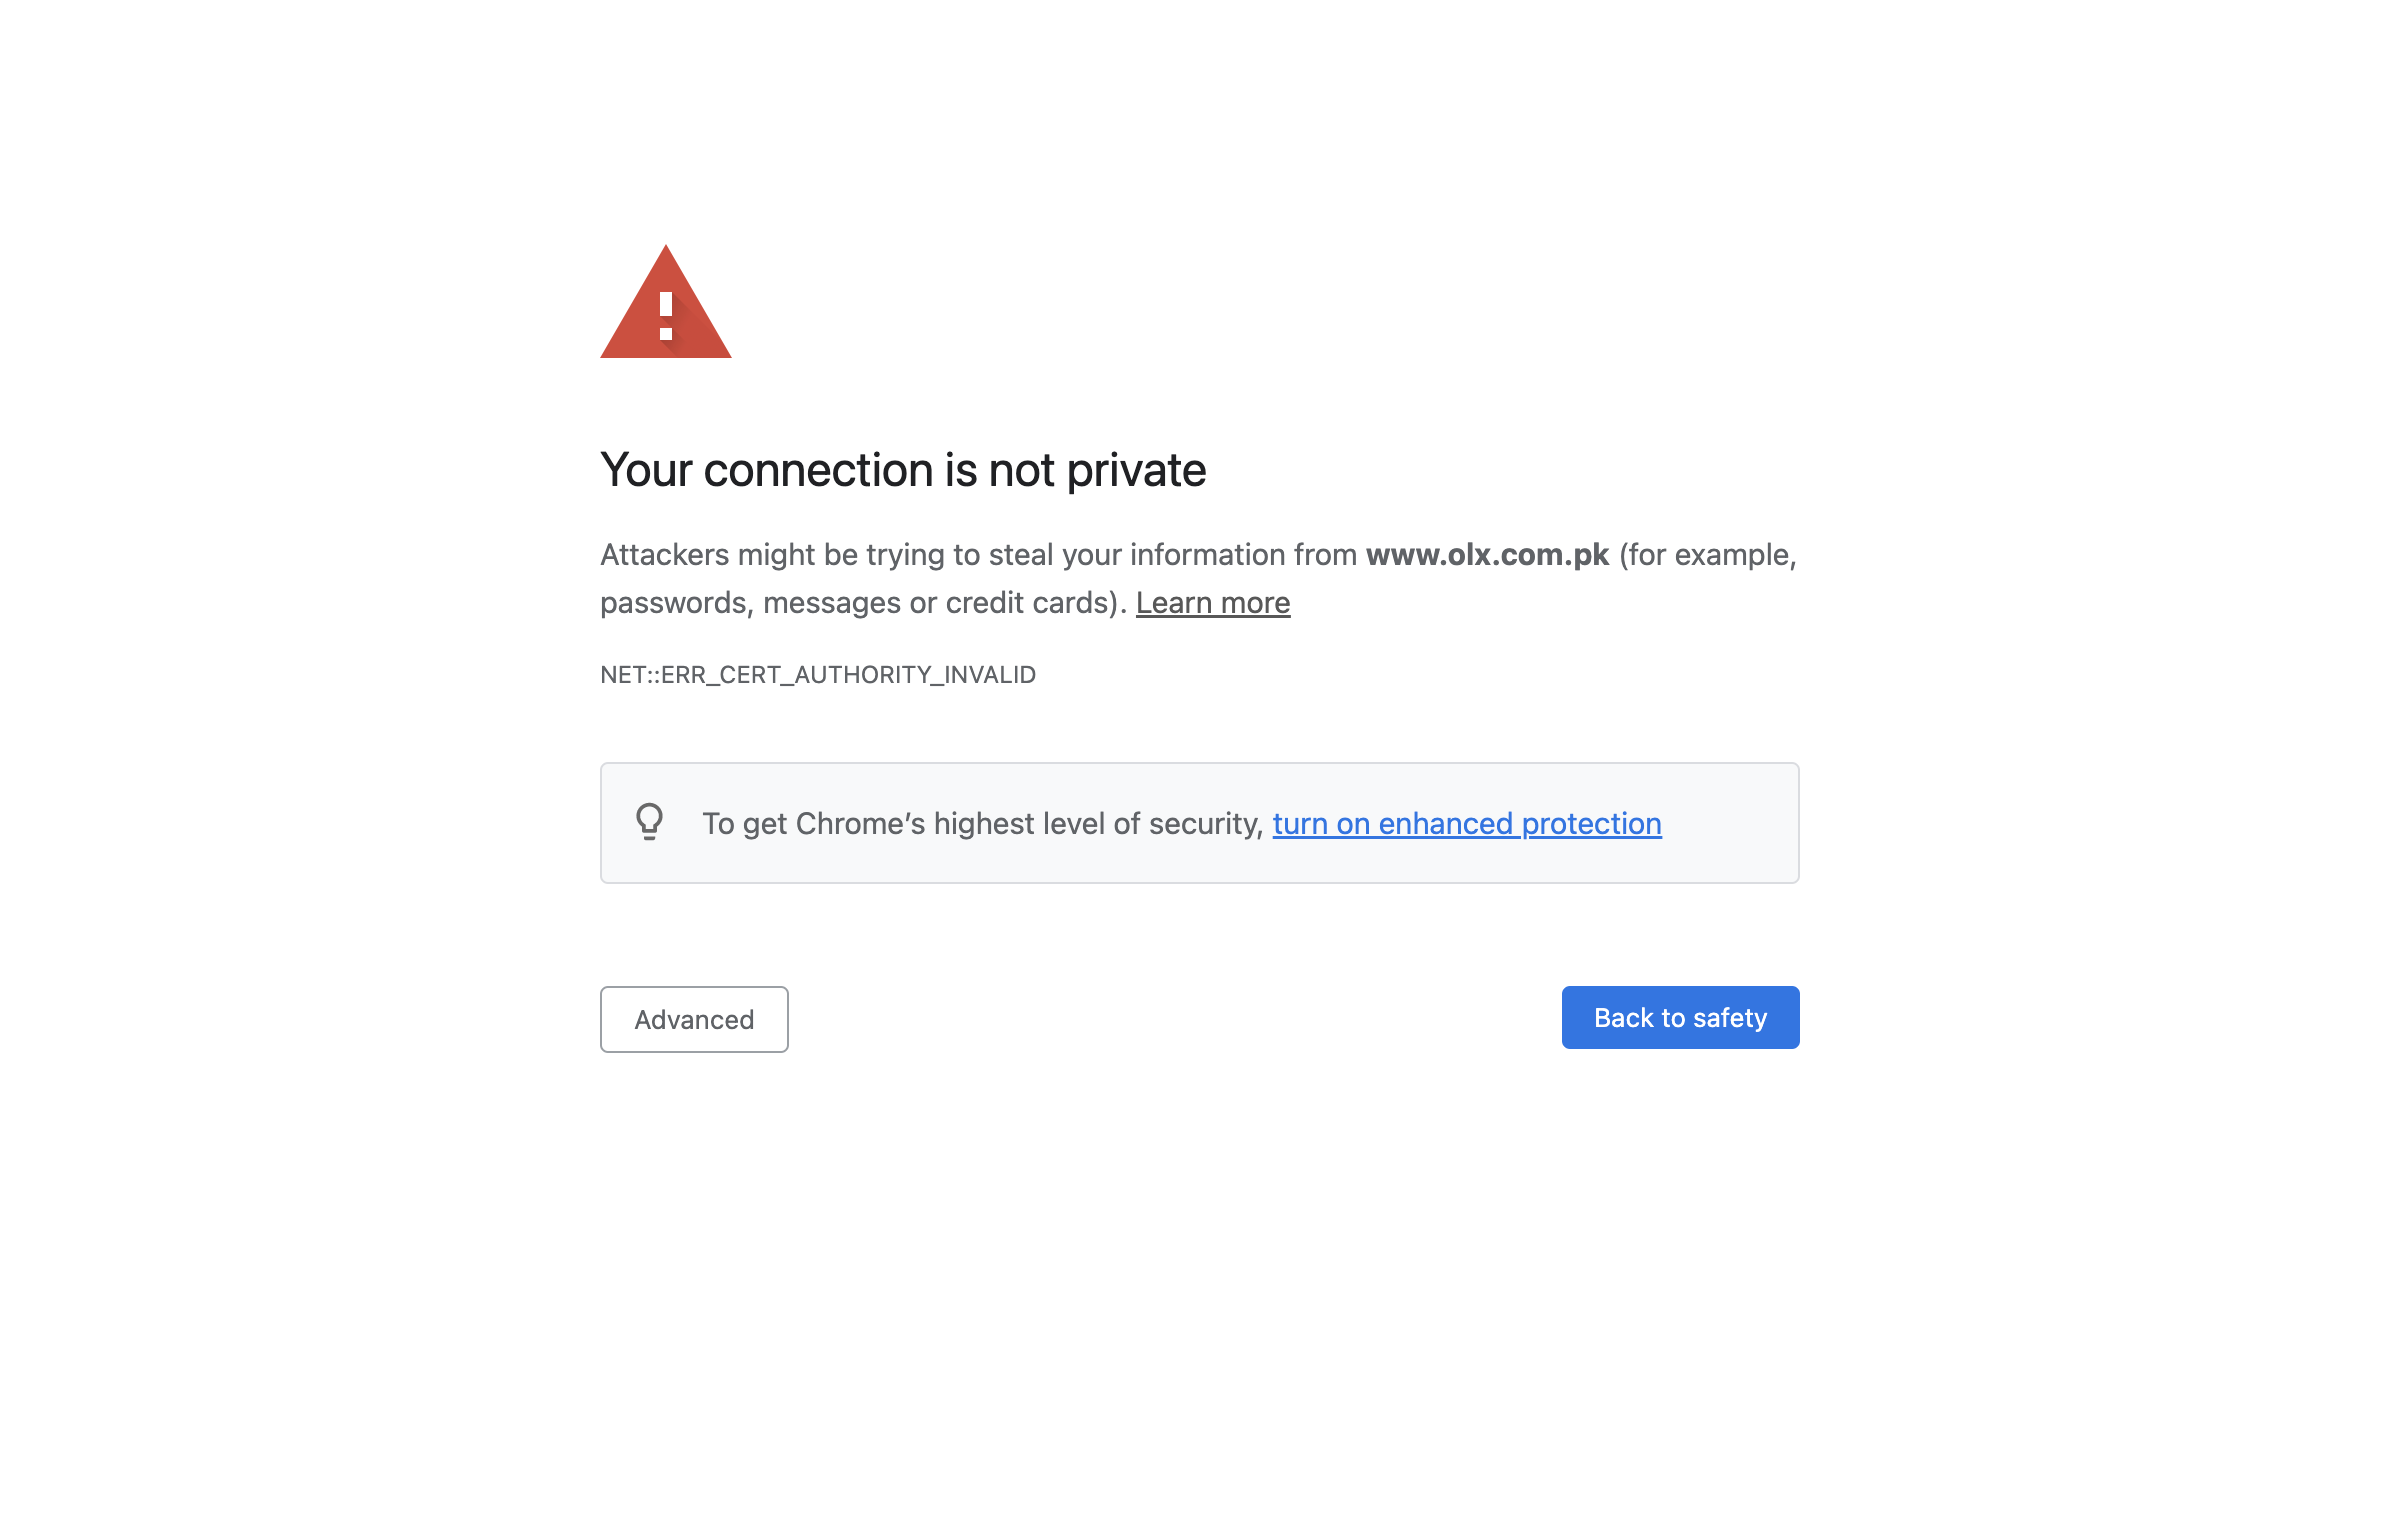 Your connection is not private
Attackers might be trying to steal your information from www.olx.com.pk (for example,
passwords, messages or credit cards). Learn more
NET::ERR_CERT_AUTHORITY_INVALID
To get Chrome’s highest level of security, turn on enhanced protection
Advanced
Back to safety